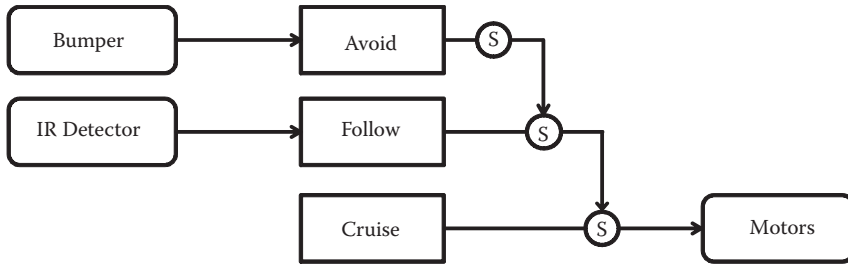 Bumper
Avoid
S
IR Detector
Follow
S
Cruise
S
Motors